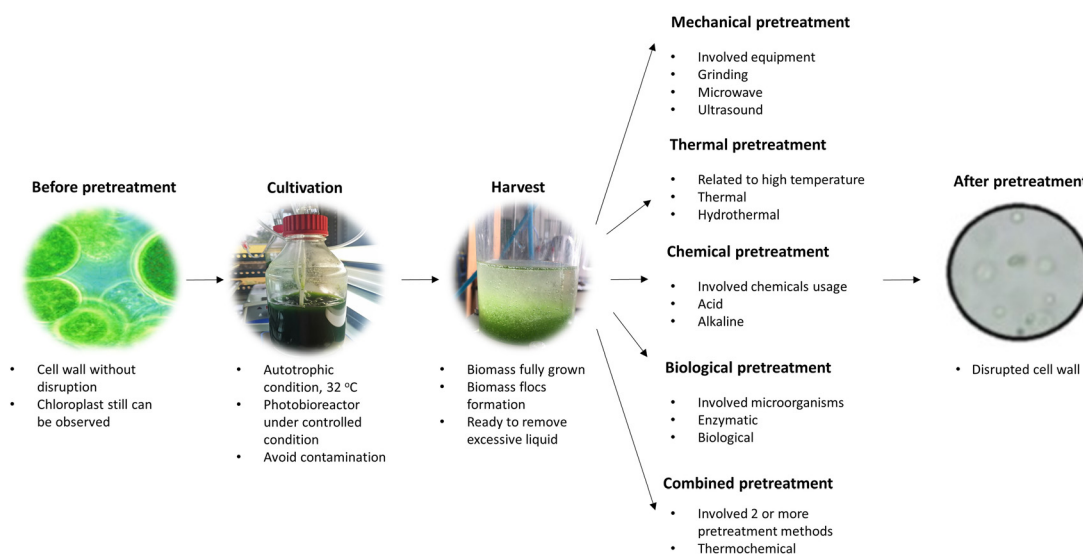 Before pretreatment
• Cell wall without
disruption
• Chloroplast still can
be observed
Cultivation
• Autotrophic
condition, 32 °C
• Photobioreactor
under controlled
condition
• Avoid contamination
Harvest
• Biomass fully grown
• Biomass flocs
formation
• Ready to remove
excessive liquid
Mechanical pretreatment
• Involved equipment
• Grinding
• Microwave
• Ultrasound
Thermal pretreatment
• Related to high temperature
• Thermal
• Hydrothermal
Chemical pretreatment
• Involved chemicals usage
• Acid
• Alkaline
Biological pretreatment
• Involved microorganisms
• Enzymatic
• Biological
Combined pretreatment
• Involved 2 or more
pretreatment methods
• Thermochemical
After pretreatment
• Disrupted cell wall